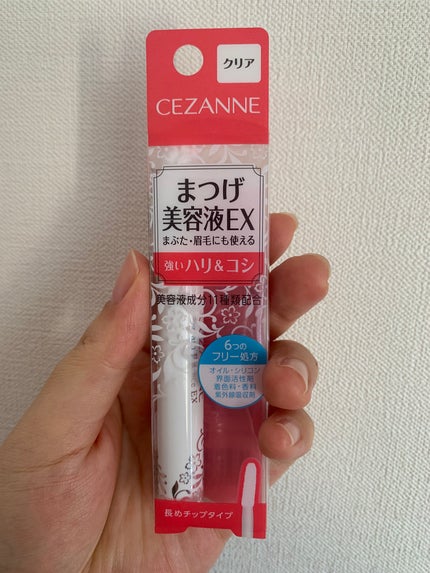 クリア
CEZANNE
まつげ
美容液EX
まぶた・眉毛にも使える
強いハリ&コシ
美容液成分11種類配合
6つの
フリー処方
オイル・シリコン
界面活性剤
着色料・香料
紫外線吸収剤
EX
長めチップタイプ